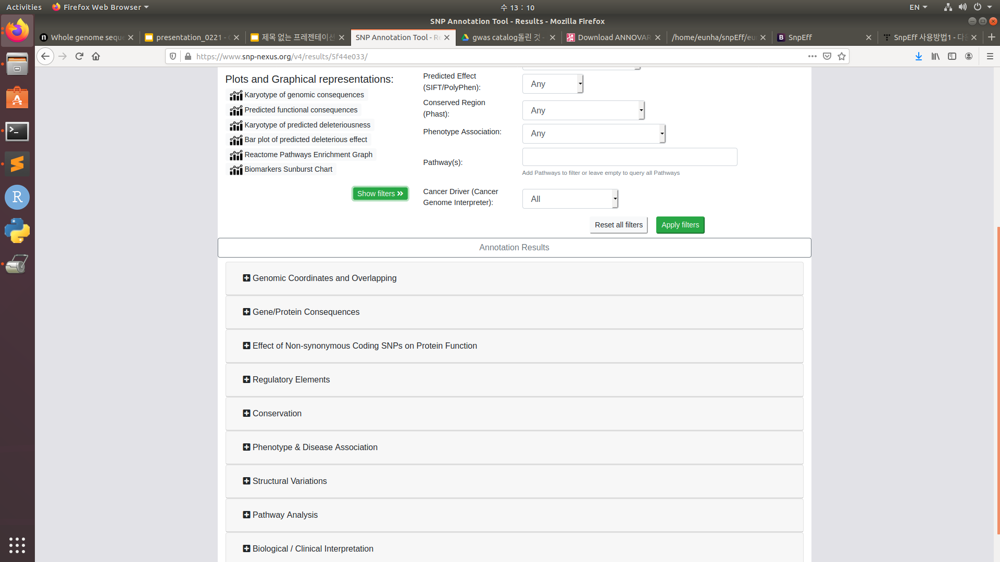 Activities
Firefox Web Browser
수 13 : 10
EN
SNP Annotation Tool - Results - Mozilla Firefox
Whole genome seque
presentation_0221 -
제목 없는 프레젠테이션
SNP Annotation Tool - Re
gwas catalog돌린 것 -
Download ANNOVAR
/home/eunha/snpEff/eu
SnpEff
SnpEff 사용방법1 - 다
https://www.snp-nexus.org/v4/results/5f44e033/
Plots and Graphical representations:
Karyotype of genomic consequences
Predicted functional consequences
Karyotype of predicted deleteriousness
Bar plot of predicted deleterious effect
Reactome Pathways Enrichment Graph
Biomarkers Sunburst Chart
Show filters
Predicted Effect
(SIFT/PolyPhen):
Any
Conserved Region
(Phast):
Any
Phenotype Association:
Any
Pathway(s):
Add Pathways to filter or leave empty to query all Pathways
Cancer Driver (Cancer
Genome Interpreter):
All
Reset all filters
Apply filters
Annotation Results
Genomic Coordinates and Overlapping
Gene/Protein Consequences
Effect of Non-synonymous Coding SNPs on Protein Function
Regulatory Elements
Conservation
Phenotype & Disease Association
Structural Variations
Pathway Analysis
Biological / Clinical Interpretation